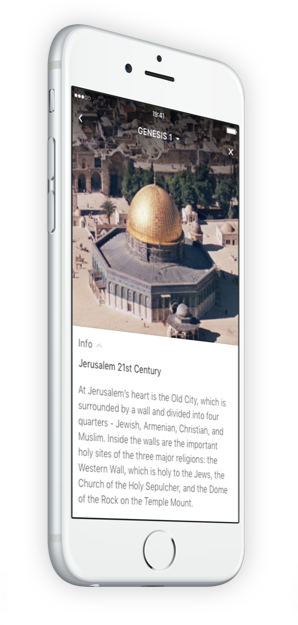 19:41
GENESIS 1
Info
Jerusalem 21st Century
At Jerusalem's heart is the Old City, which is
surrounded by a wall and divided into four
quarters - Jewish, Armenian, Christian, and
Muslim. Inside the walls are the important
holy sites of the three major religions: the
Western Wall, which is holy to the Jews, the
Church of the Holy Sepulcher, and the Dome
of the Rock on the Temple Mount.